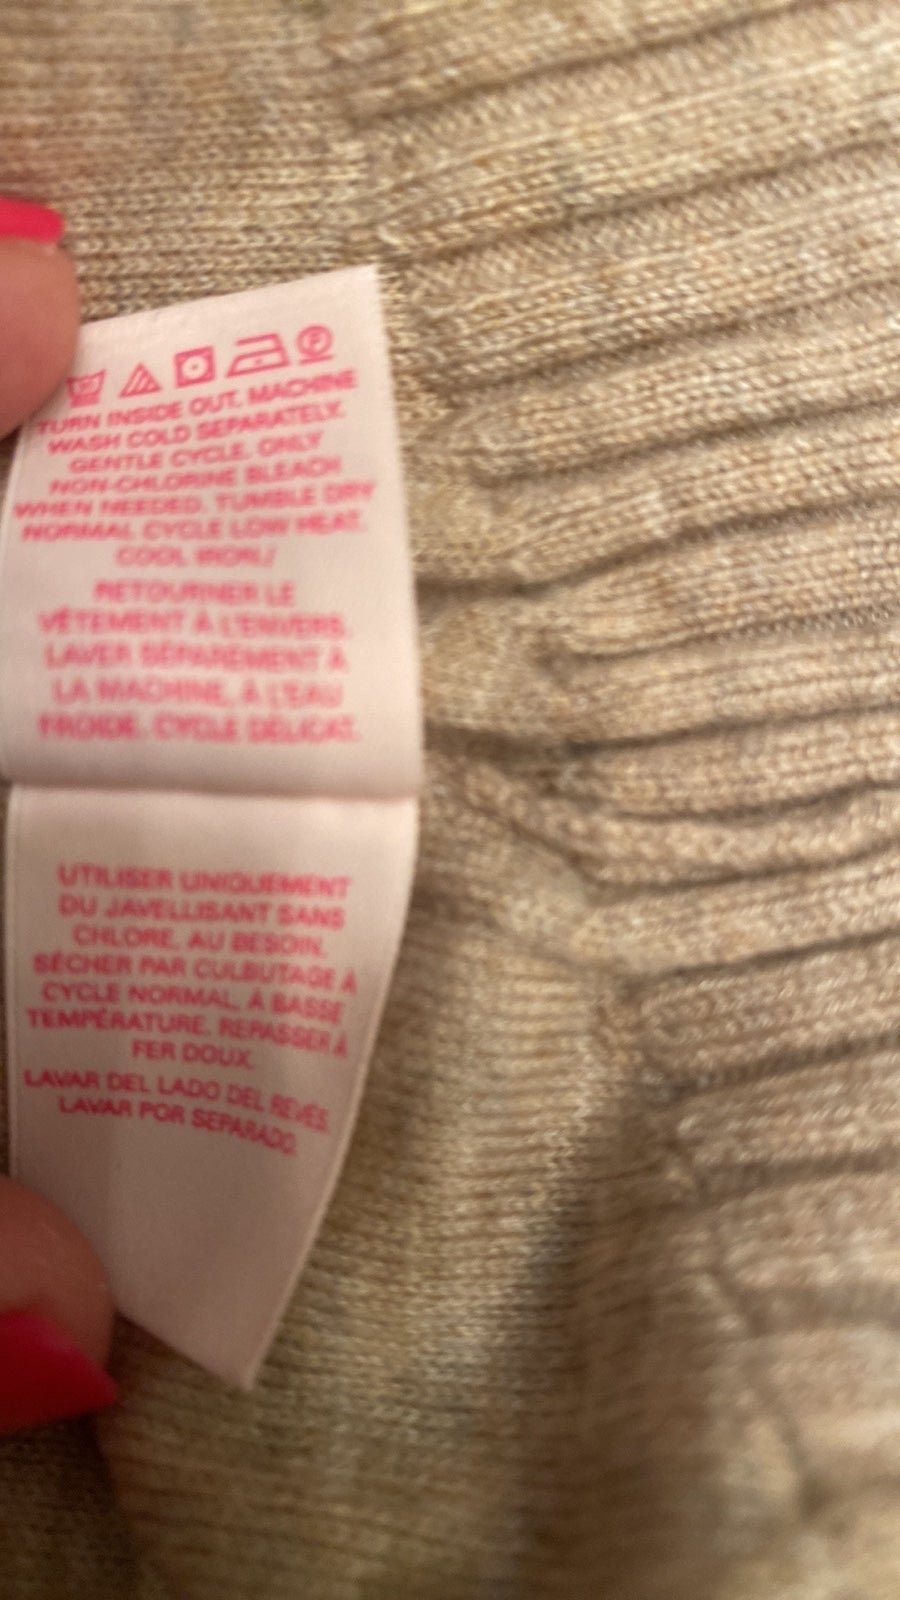 TURN INSIDE OUT. MACHINE
WASH COLD SEPARATELY.
GENTLE CYCLE. ONLY
NON-CHLORINE BLEACH
WHEN NEEDED. TUMBLE DRY
NORMAL CYCLE LOW HEAT.
COOL IRON./
RETOURNER LE
VÊTEMENT À L'ENVERS.
LAVER SÉPARÉMENT À
LA MACHINE, À L'EAU
FROIDE. CYCLE DÉLICAT.
UTILISER UNIQUEMENT
DU JAVELLISANT SANS
CHLORE, AU BESOIN.
SÉCHER PAR CULBUTAGE À
CYCLE NORMAL, À BASSE
TEMPÉRATURE. REPASSER À
FER DOUX.
LAVAR DEL LADO DEL REVÉS.
LAVAR POR SEPARADO.